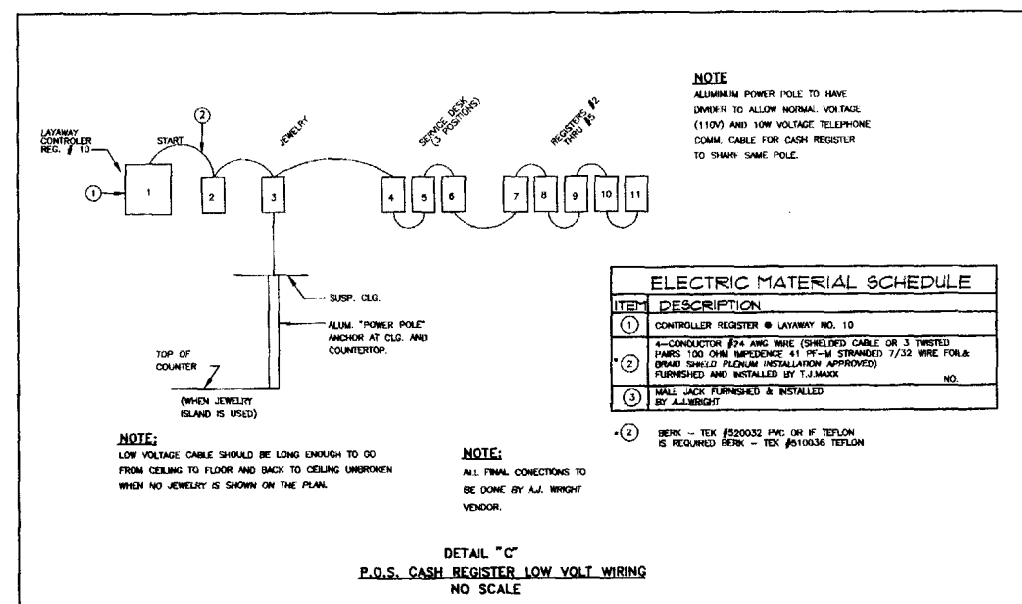 NOTE
ALUMINUM POWER POLE TO HAVE
DIVIDER TO ALLOW NORMAL VOLTAGE
(110V) AND 10W VOLTAGE TELEPHONE
COMM. CABLE FOR CASH REGISTER
TO SHARE SAME POLE.
LAYAWAY
CONTROLER
REG. # 10
START
2
JEWELRY
SERVICE DESK
(3 POSITIONS)
REGISTERS #2
THRU #5
1
1
2
3
4
5
6
7
8
9
10
11
SUSP. CLG.
ALUM. "POWER POLE"
ANCHOR AT CLG. AND
COUNTERTOP.
TOP OF
COUNTER
(WHEN JEWELRY
ISLAND IS USED)
ELECTRIC MATERIAL SCHEDULE
ITEM DESCRIPTION
1 CONTROLLER REGISTER @ LAYAWAY NO. 10
*2 4-CONDUCTOR #24 AWG WIRE (SHIELDED CABLE OR 3 TWISTED
PAIRS 100 OHM IMPEDENCE 41 PF-M STRANDED 7/32 WIRE FOIL&
BRAID SHIELD PLENUM INSTALLATION APPROVED)
FURNISHED AND INSTALLED BY T.J.MAXX
NO.
3 MALL JACK FURNISHED & INSTALLED
BY A.J.WRIGHT
*2 BERK - TEK #520032 PVC OR IF TEFLON
IS REQUIRED BERK - TEK #510036 TEFLON
NOTE:
LOW VOLTAGE CABLE SHOULD BE LONG ENOUGH TO GO
FROM CEILING TO FLOOR AND BACK TO CEILING UNBROKEN
WHEN NO JEWELRY IS SHOWN ON THE PLAN.
NOTE:
ALL FINAL CONECTIONS TO
BE DONE BY A.J. WRIGHT
VENDOR.
DETAIL "C"
P.O.S. CASH REGISTER LOW VOLT WIRING
NO SCALE